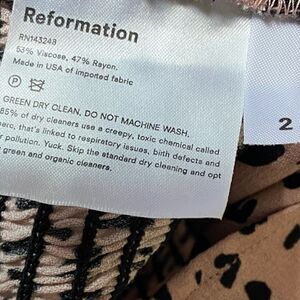 Reformation
RN143248
53% Viscose, 47% Rayon.
Made in USA of imported fabric
P
GREEN DRY CLEAN. DO NOT MACHINE WASH.
85% of dry cleaners use a creepy, toxic chemical called
that's linked to respiratory issues, birth defects and
pollution. Yuck. Skip the standard dry cleaning and opt
green and organic cleaners.
2